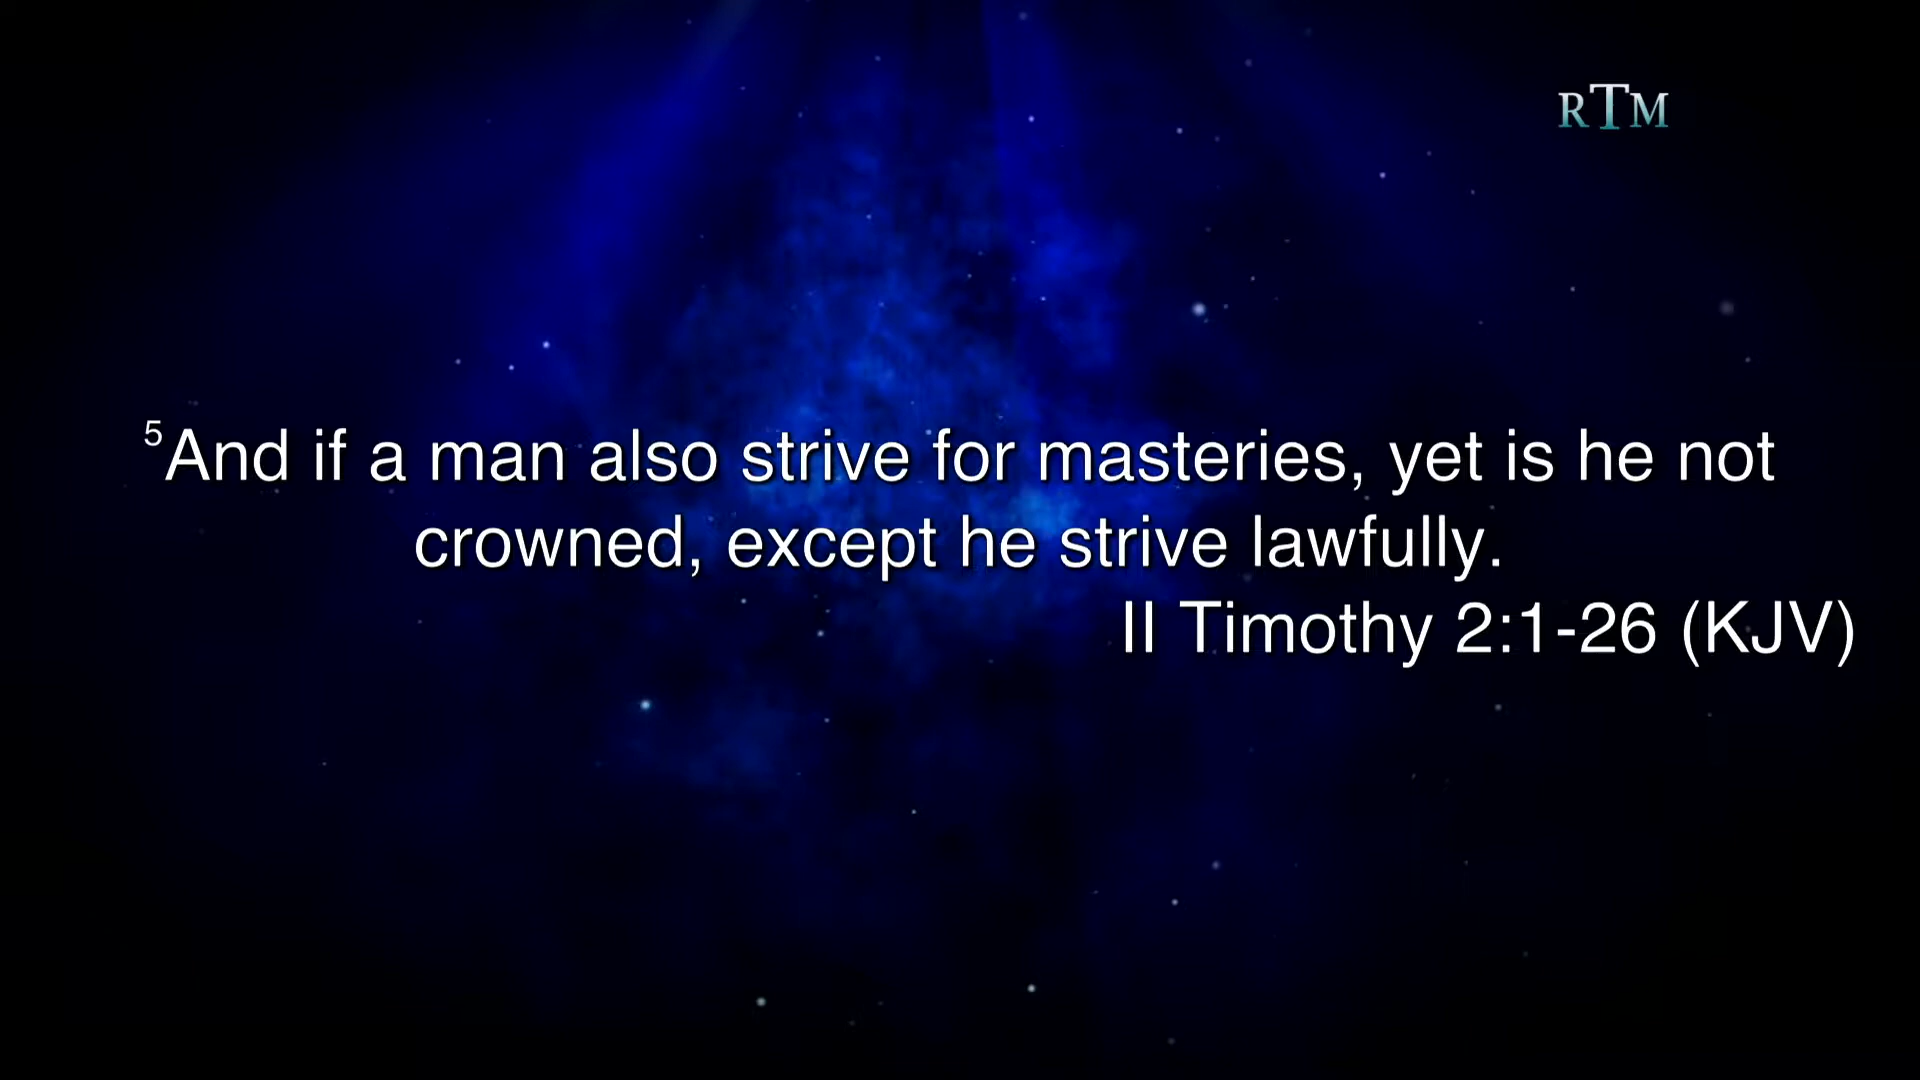 RTM
⁵And if a man also strive for masteries, yet is he not
crowned, except he strive lawfully.
II Timothy 2:1-26 (KJV)